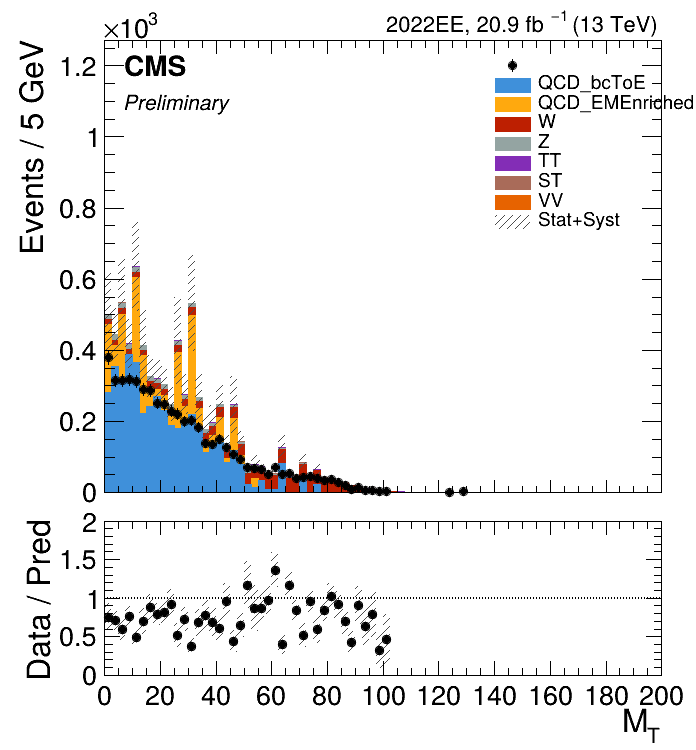 ×10³
2022EE, 20.9 fb⁻¹ (13 TeV)
CMS
Preliminary
QCD_bcToE
QCD_EMEnriched
W
Z
TT
ST
VV
Stat+Syst
Events / 5 GeV
1.2
1
0.8
0.6
0.4
0.2
0
Data / Pred
2
1.5
1
0.5
0
0 20 40 60 80 100 120 140 160 180 200
M_T